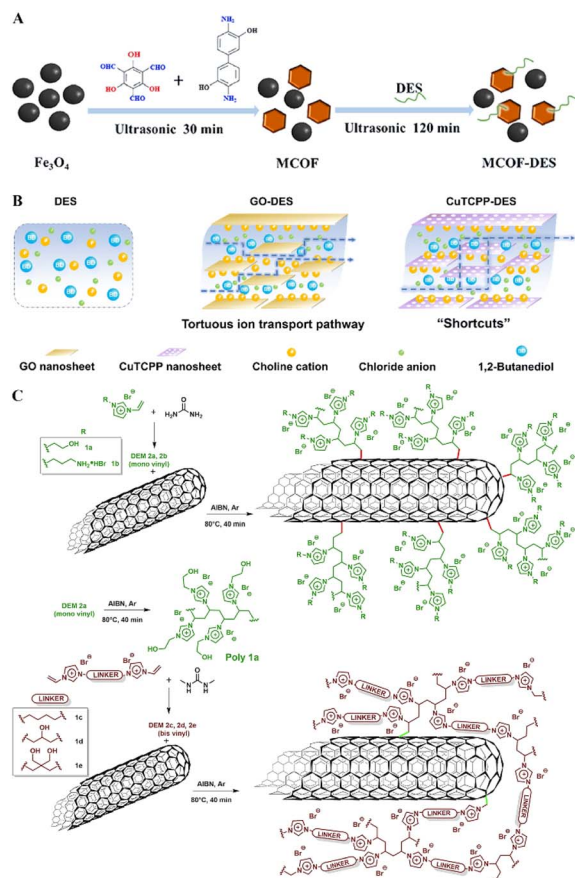 A
OH
CHO
CHO
HO
OH
CHO
+
NH₂
OH
HO
NH₂
DES
Ultrasonic 30 min
Ultrasonic 120 min
Fe₃O₄
MCOF
MCOF-DES
B
DES
GO-DES
CuTCPP-DES
Tortuous ion transport pathway
"Shortcuts"
GO nanosheet
CuTCPP nanosheet
Choline cation
Chloride anion
1,2-Butanediol
C
R
OH 1a
NH₂*HBr 1b
DEM 2a, 2b
(mono vinyl)
+
AIBN, Ar
80°C, 40 min
DEM 2a
(mono vinyl)
AIBN, Ar
80°C, 40 min
Poly 1a
LINKER
LINKER
1c
OH
1d
OH OH
1e
DEM 2c, 2d, 2e
(bis vinyl)
+
AIBN, Ar
80°C, 40 min